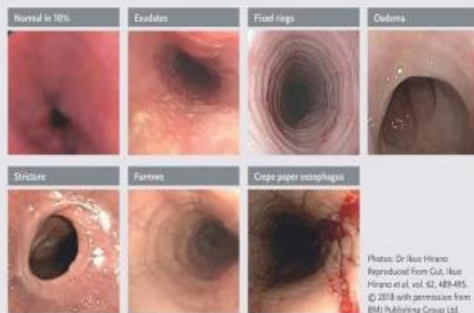 Normal in 10%
Exudates
Fixed rings
Oedema
Stricture
Furrows
Crepe paper oesophagus
Photos: Dr Ikuo Hirano
Reproduced from Gut, Ikuo
Hirano et al, vol. 62, 489-495.
© 2018 with permission from
BMJ Publishing Group Ltd.